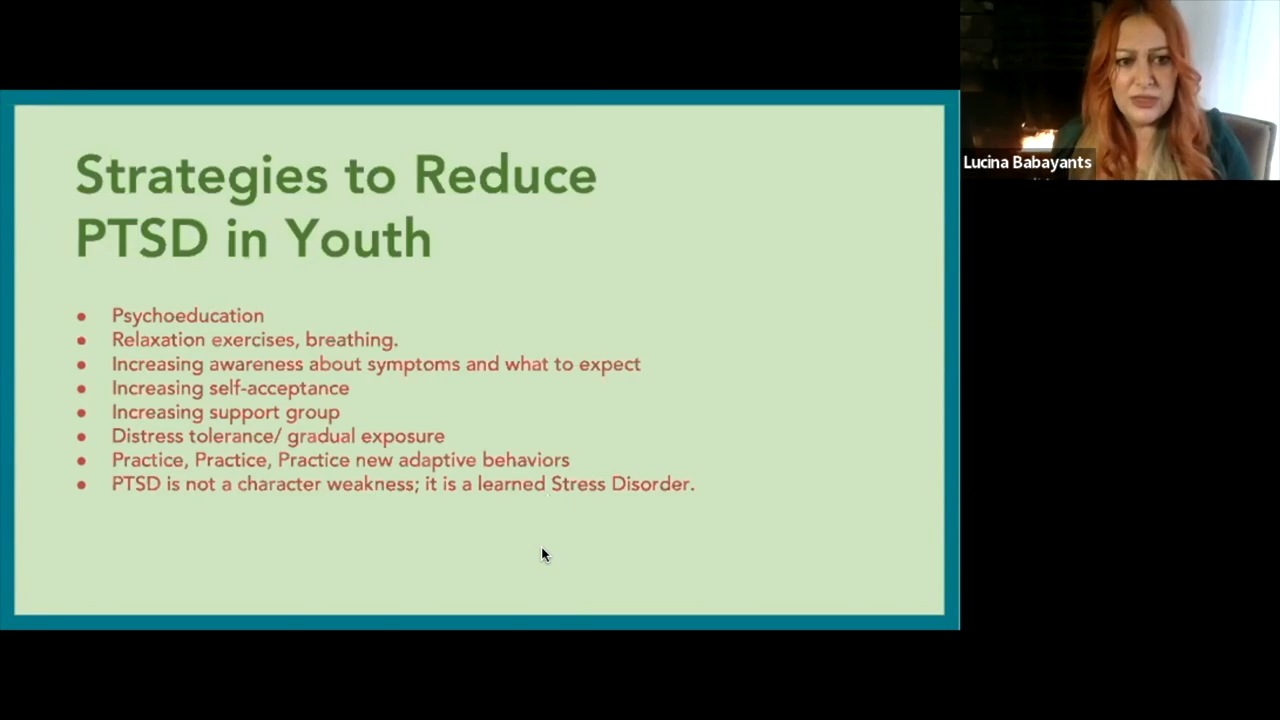 Strategies to Reduce
PTSD in Youth
● Psychoeducation
● Relaxation exercises, breathing.
● Increasing awareness about symptoms and what to expect
● Increasing self-acceptance
● Increasing support group
● Distress tolerance/ gradual exposure
● Practice, Practice, Practice new adaptive behaviors
● PTSD is not a character weakness; it is a learned Stress Disorder.
Lucina Babayants